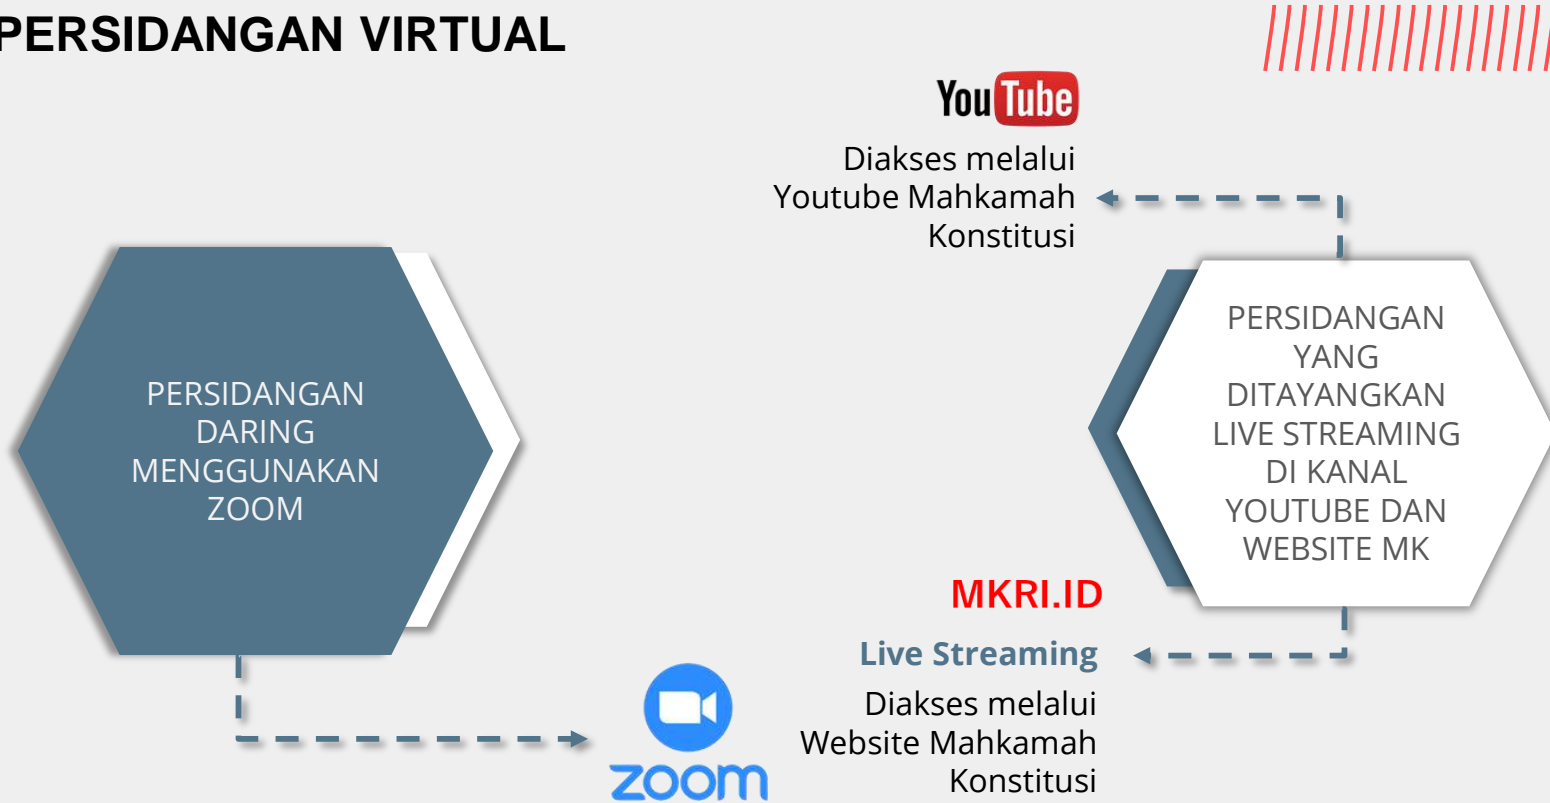 PERSIDANGAN VIRTUAL
YouTube
Diakses melalui
Youtube Mahkamah
Konstitusi
PERSIDANGAN
DARING
MENGGUNAKAN
ZOOM
PERSIDANGAN
YANG
DITAYANGKAN
LIVE STREAMING
DI KANAL
YOUTUBE DAN
WEBSITE MK
MKRI.ID
Live Streaming
Diakses melalui
Website Mahkamah
Konstitusi
zoom